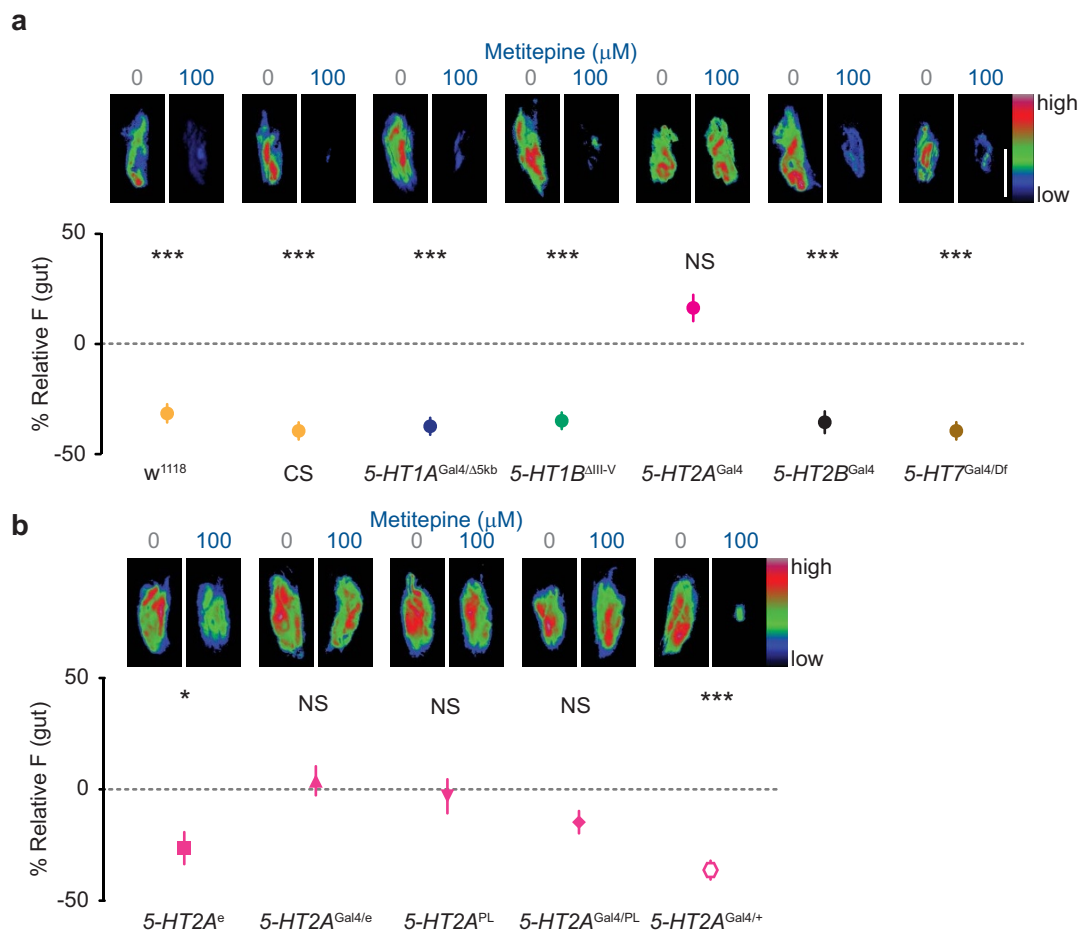 a
Metitepine (μM)
0 100 0 100 0 100 0 100 0 100 0 100 0 100
high
low
50
0
-50
% Relative F (gut)
*** *** *** *** NS *** ***
w1118 CS 5-HT1AGal4/Δ5kb 5-HT1BΔIII-V 5-HT2AGal4 5-HT2BGal4 5-HT7Gal4/Df
b
Metitepine (μM)
0 100 0 100 0 100 0 100 0 100
high
low
50
0
-50
% Relative F (gut)
* NS NS NS ***
5-HT2Ae 5-HT2AGal4/e 5-HT2APL 5-HT2AGal4/PL 5-HT2AGal4/+